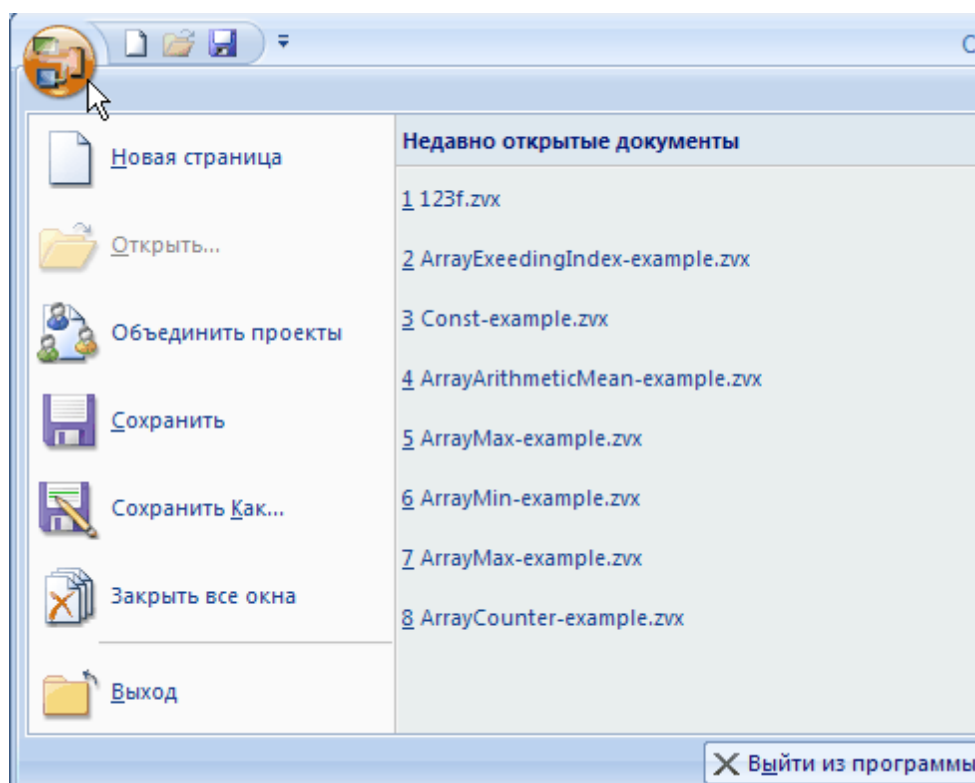 Новая страница
Открыть...
Объединить проекты
Сохранить
Сохранить Как...
Закрыть все окна
Выход
Недавно открытые документы
1 123f.zvx
2 ArrayExeedingIndex-example.zvx
3 Const-example.zvx
4 ArrayArithmeticMean-example.zvx
5 ArrayMax-example.zvx
6 ArrayMin-example.zvx
7 ArrayMax-example.zvx
8 ArrayCounter-example.zvx
Выйти из программы